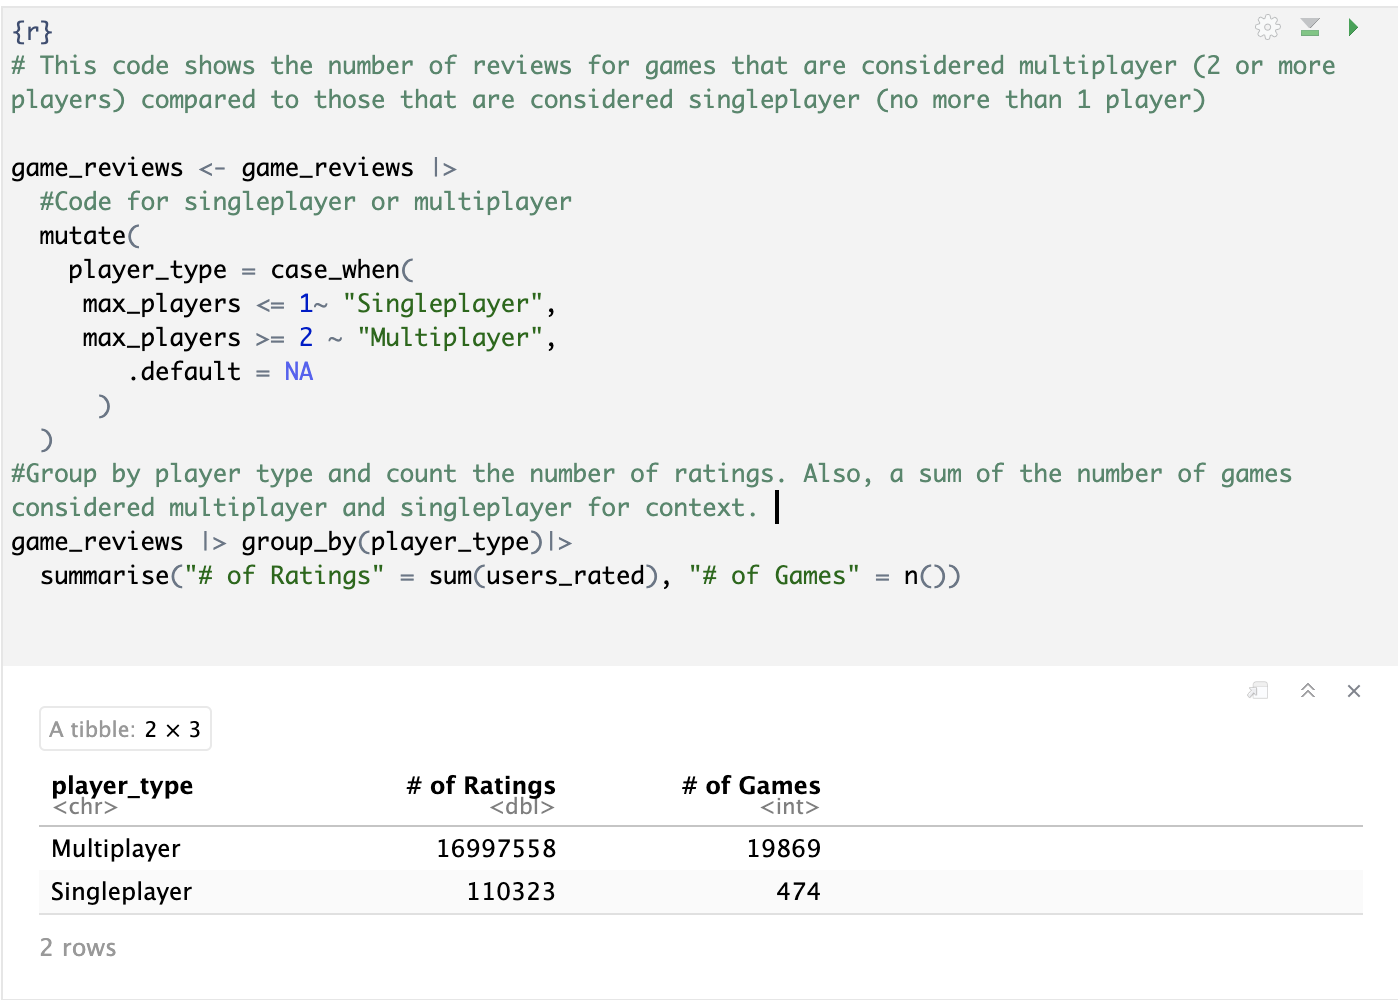 {r}
# This code shows the number of reviews for games that are considered multiplayer (2 or more
players) compared to those that are considered singleplayer (no more than 1 player)
game_reviews <- game_reviews |>
  #Code for singleplayer or multiplayer
  mutate(
    player_type = case_when(
     max_players <= 1~ "Singleplayer",
     max_players >= 2 ~ "Multiplayer",
        .default = NA
      )
  )
#Group by player type and count the number of ratings. Also, a sum of the number of games
considered multiplayer and singleplayer for context.
game_reviews |> group_by(player_type)|>
  summarise("# of Ratings" = sum(users_rated), "# of Games" = n())
A tibble: 2 × 3
player_type # of Ratings # of Games
<chr> <dbl> <int>
Multiplayer 16997558 19869
Singleplayer 110323 474
2 rows